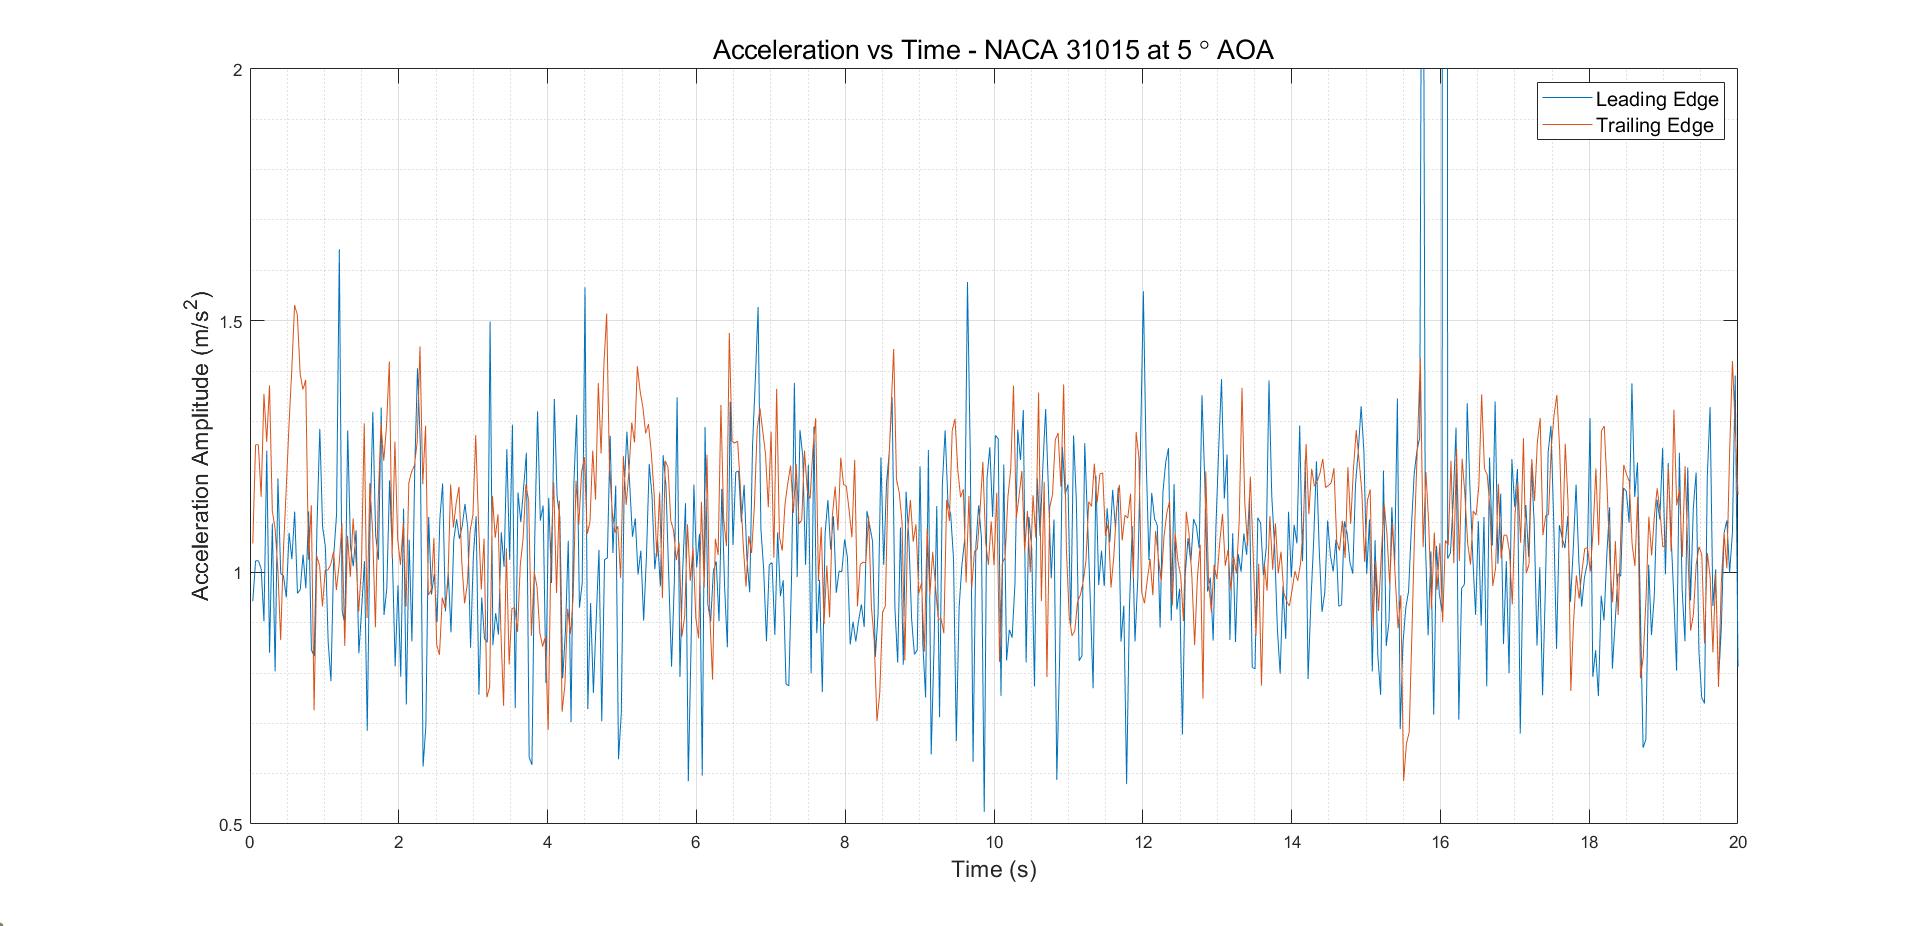 Acceleration vs Time - NACA 31015 at 5 ° AOA
2
Leading Edge
Trailing Edge
1.5
Acceleration Amplitude (m/s²)
1
0.5
0 2 4 6 8 10 12 14 16 18 20
Time (s)